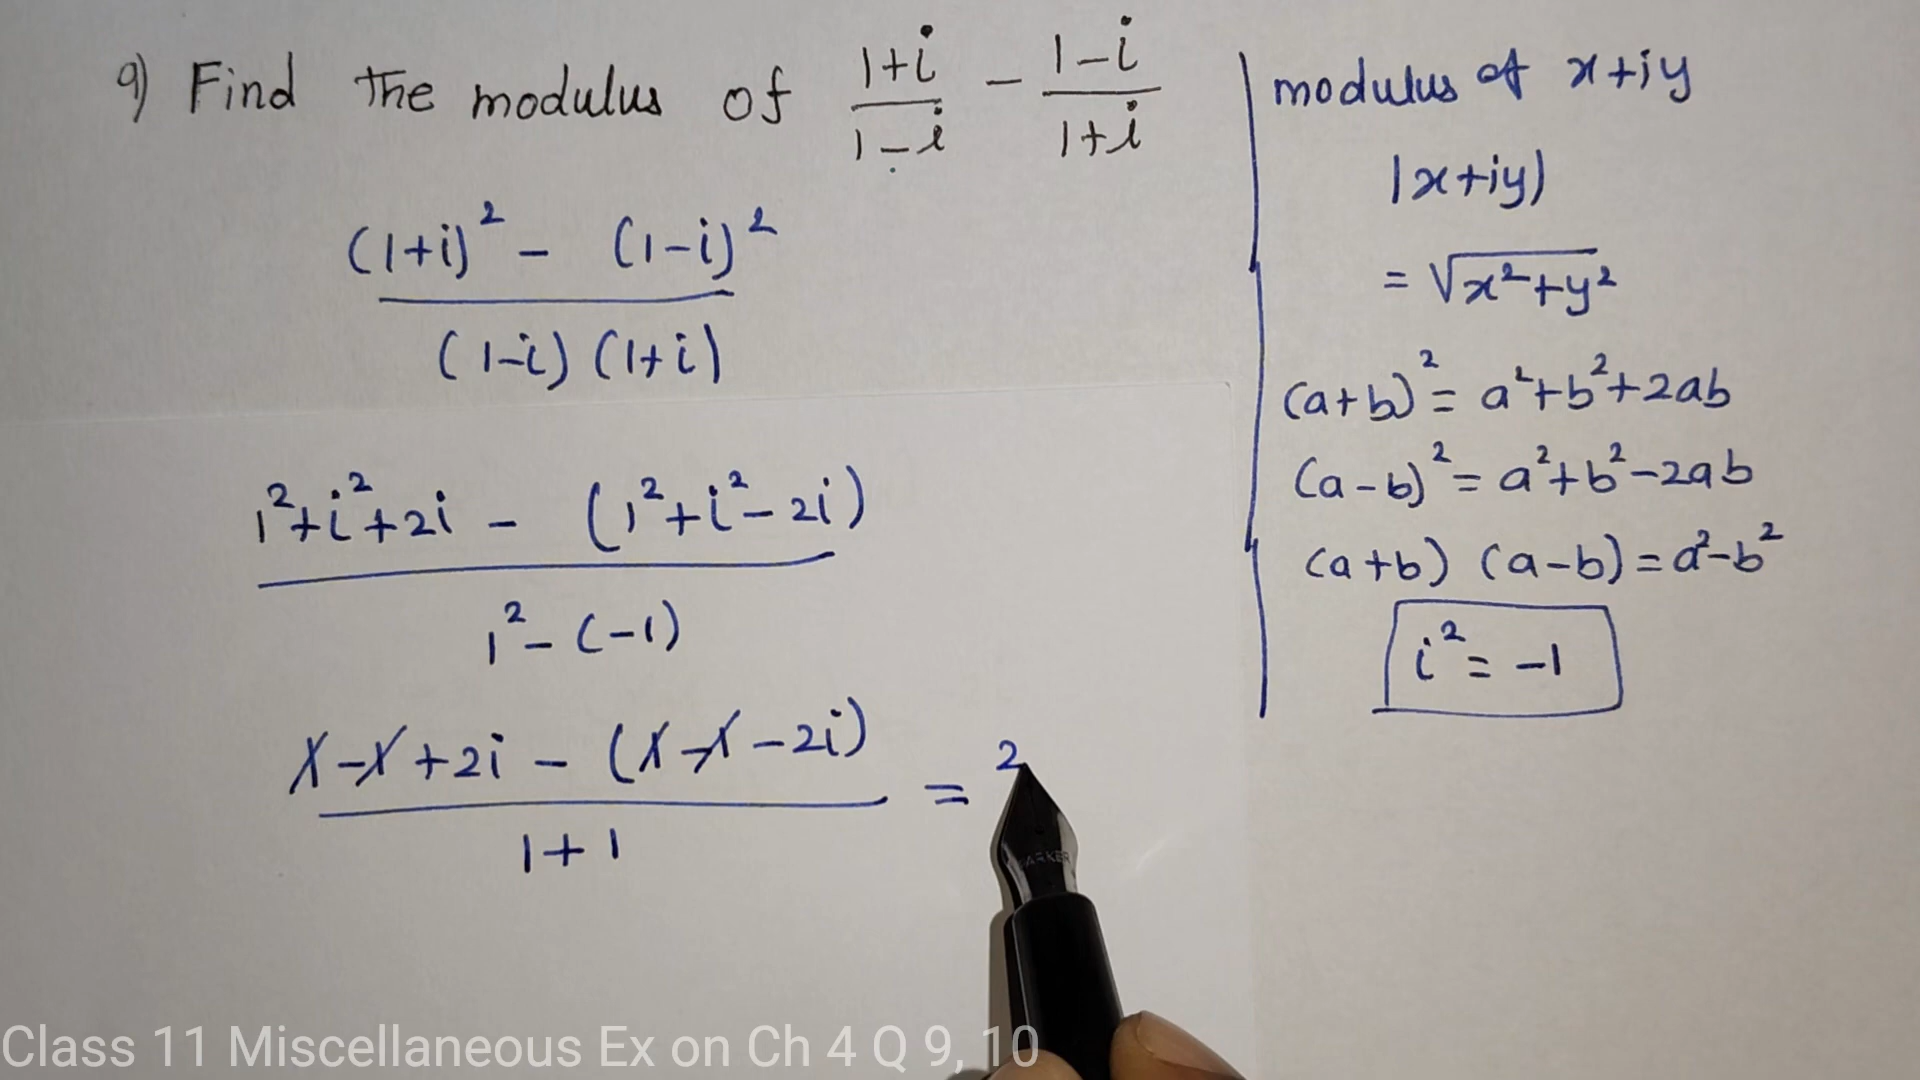 9) Find the modulus of (1+i)/(1-i) - (1-i)/(1+i)
((1+i)² - (1-i)²)/((1-i) (1+i))
(1²+i²+2i - (1²+i²-2i))/(1²-(-1))
(1-1+2i - (1-1-2i))/(1+1) = 2
modulus of x+iy
|x+iy)
= √x²+y²
(a+b)² = a²+b²+2ab
(a-b)² = a²+b²-2ab
(a+b) (a-b) = a²-b²
i² = -1
PARKER
Class 11 Miscellaneous Ex on Ch 4 Q 9, 10